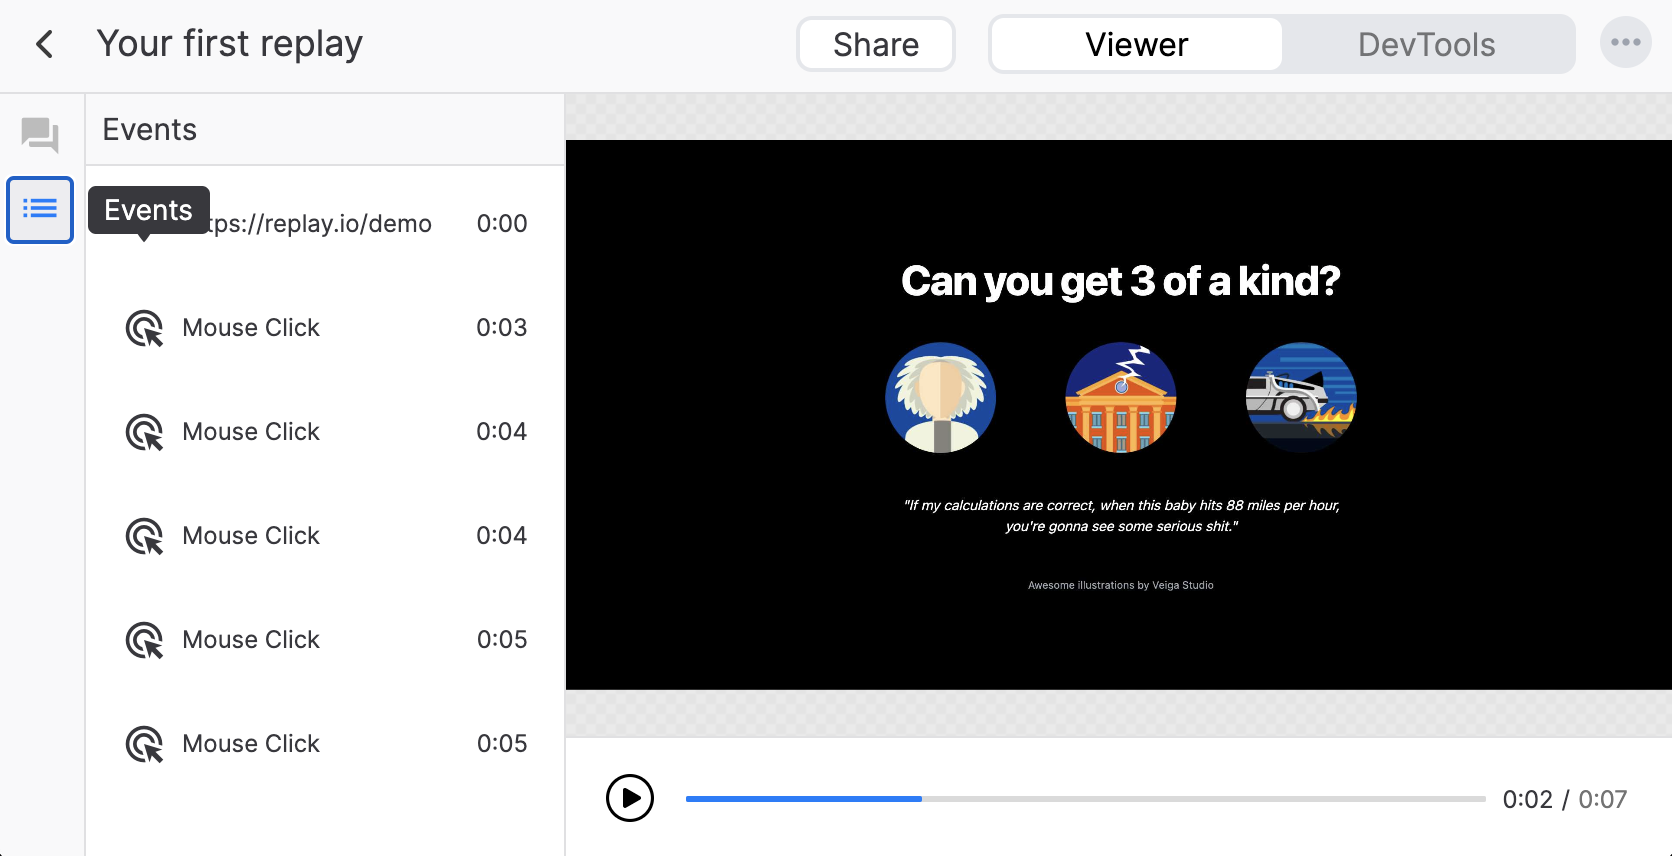 Your first replay
Share
Viewer
DevTools
Events
Events
tps://replay.io/demo 0:00
Mouse Click 0:03
Mouse Click 0:04
Mouse Click 0:04
Mouse Click 0:05
Mouse Click 0:05
Can you get 3 of a kind?
"If my calculations are correct, when this baby hits 88 miles per hour,
you're gonna see some serious shit."
Awesome illustrations by Veiga Studio
0:02 / 0:07